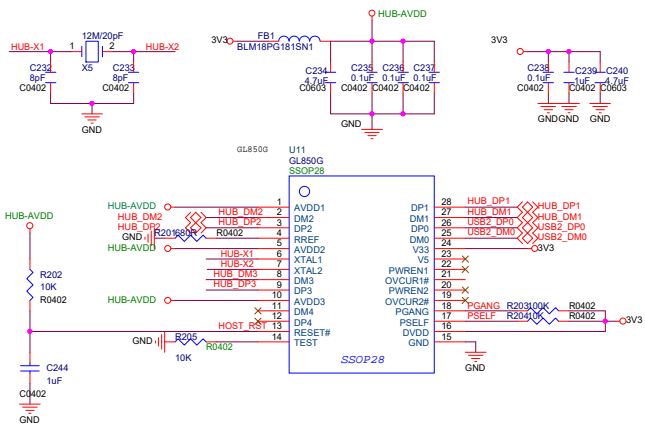 12M/20pF
HUB-X1
1
2
HUB-X2
X5
C232
8pF
C0402
C233
8pF
C0402
GND
3V3
FB1
BLM18PG181SN1
HUB-AVDD
C234
4.7uF
C0603
C235
0.1uF
C0402
C236
0.1uF
C0402
C237
0.1uF
C0402
GND
3V3
C238
0.1uF
C0402
C239
1uF
C0402
C240
4.7uF
C0603
GND
GND
GND
GL850G
U11
GL850G
SSOP28
HUB-AVDD
1
AVDD1
HUB_DM2
HUB_DM2
2
DM2
HUB_DP2
HUB_DP2
3
DP2
GND
R201
680R
R0402
4
RREF
HUB-AVDD
5
AVDD2
HUB-X1
6
XTAL1
HUB-X2
7
XTAL2
HUB_DM3
8
DM3
HUB_DP3
9
DP3
HUB-AVDD
10
AVDD3
11
DM4
12
DP4
HOST_RST
13
RESET#
GND
R205
10K
R0402
14
TEST
DP1
28
HUB_DP1
HUB_DP1
DM1
27
HUB_DM1
HUB_DM1
DP0
26
USB2_DP0
USB2_DP0
DM0
25
USB2_DM0
USB2_DM0
V33
24
3V3
V5
23
PWREN1
22
OVCUR1#
21
PWREN2
20
OVCUR2#
19
PGANG
18
PGANG
R203
100K
R0402
PSELF
17
PSELF
R204
10K
R0402
3V3
DVDD
16
GND
15
GND
SSOP28
HUB-AVDD
R202
10K
R0402
C244
1uF
C0402
GND